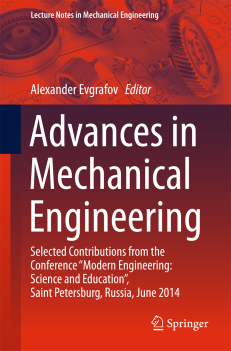 Lecture Notes in Mechanical Engineering
Alexander Evgrafov Editor
Advances in
Mechanical
Engineering
Selected Contributions from the
Conference “Modern Engineering:
Science and Education”,
Saint Petersburg, Russia, June 2014
Springer